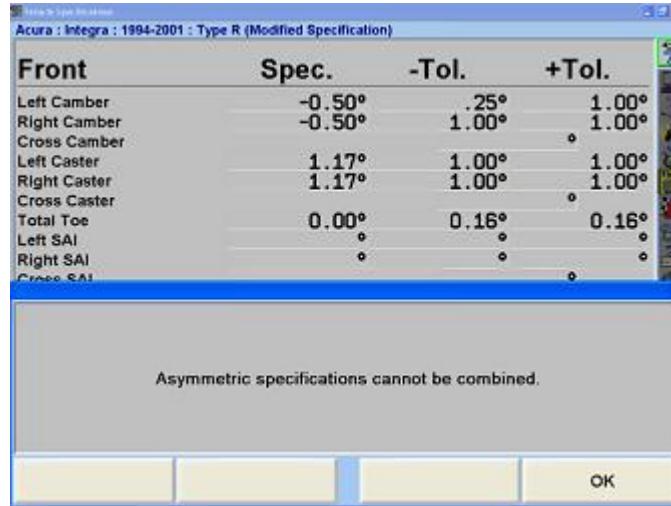 Acura : Integra : 1994-2001 : Type R (Modified Specification)
Front Spec. -Tol. +Tol.
Left Camber -0.50° .25° 1.00°
Right Camber -0.50° 1.00° 1.00°
Cross Camber °
Left Caster 1.17° 1.00° 1.00°
Right Caster 1.17° 1.00° 1.00°
Cross Caster °
Total Toe 0.00° 0.16° 0.16°
Left SAI ° ° °
Right SAI ° ° °
Cross SAI °
Asymmetric specifications cannot be combined.
OK